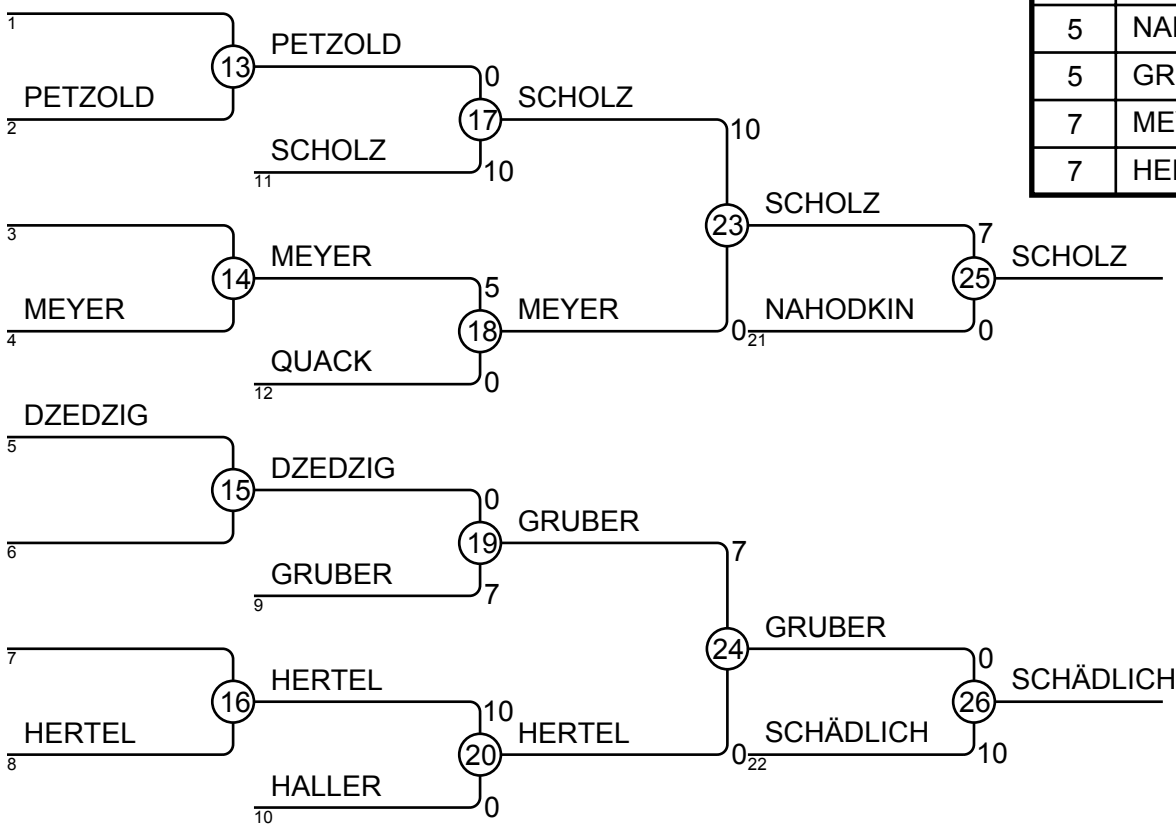 1
PETZOLD
2
13
PETZOLD
0
SCHOLZ
11
10
17
SCHOLZ
10
3
MEYER
4
14
MEYER
5
QUACK
12
0
18
MEYER
0
23
SCHOLZ
7
NAHODKIN
21
0
25
SCHOLZ
DZEDZIG
5
6
15
DZEDZIG
0
GRUBER
9
7
19
GRUBER
7
7
HERTEL
8
16
HERTEL
10
HALLER
10
0
20
HERTEL
0
24
GRUBER
0
SCHÄDLICH
22
10
26
SCHÄDLICH
5
5 GR
7
7